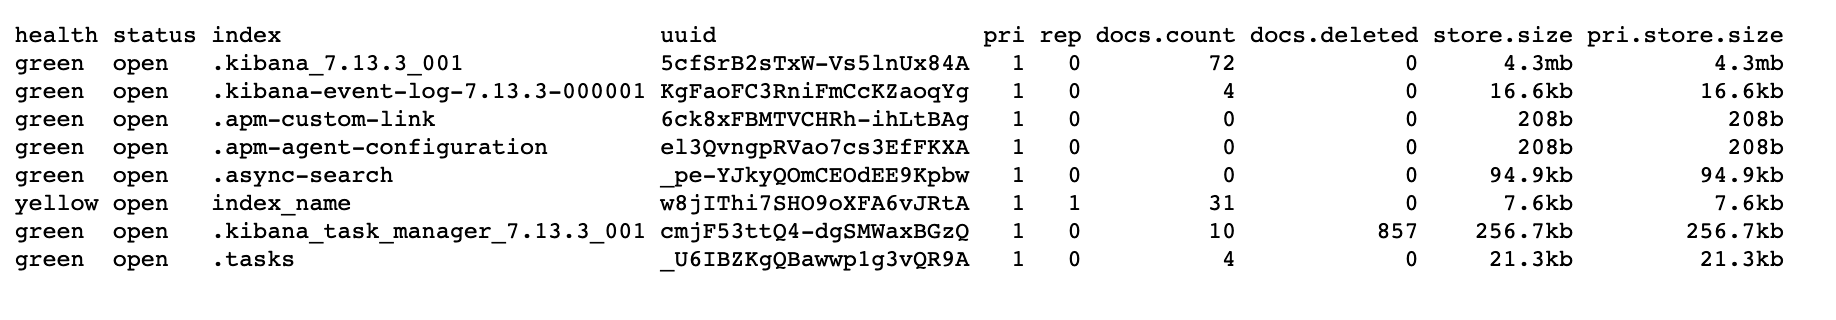 health status index uuid pri rep docs.count docs.deleted store.size pri.store.size
green open .kibana_7.13.3_001 5cfSrB2sTxW-Vs5lnUx84A 1 0 72 0 4.3mb 4.3mb
green open .kibana-event-log-7.13.3-000001 KgFaoFC3RniFmCcKZaoqYg 1 0 4 0 16.6kb 16.6kb
green open .apm-custom-link 6ck8xFBMTVCHRh-ihLtBAg 1 0 0 0 208b 208b
green open .apm-agent-configuration el3QvngpRVao7cs3EfFKXA 1 0 0 0 208b 208b
green open .async-search _pe-YJkyQOmCEOdEE9Kpbw 1 0 0 0 94.9kb 94.9kb
yellow open index_name w8jIThi7SHO9oXFA6vJRtA 1 1 31 0 7.6kb 7.6kb
green open .kibana_task_manager_7.13.3_001 cmjF53ttQ4-dgSMWaxBGzQ 1 0 10 857 256.7kb 256.7kb
green open .tasks _U6IBZKgQBawwp1g3vQR9A 1 0 4 0 21.3kb 21.3kb